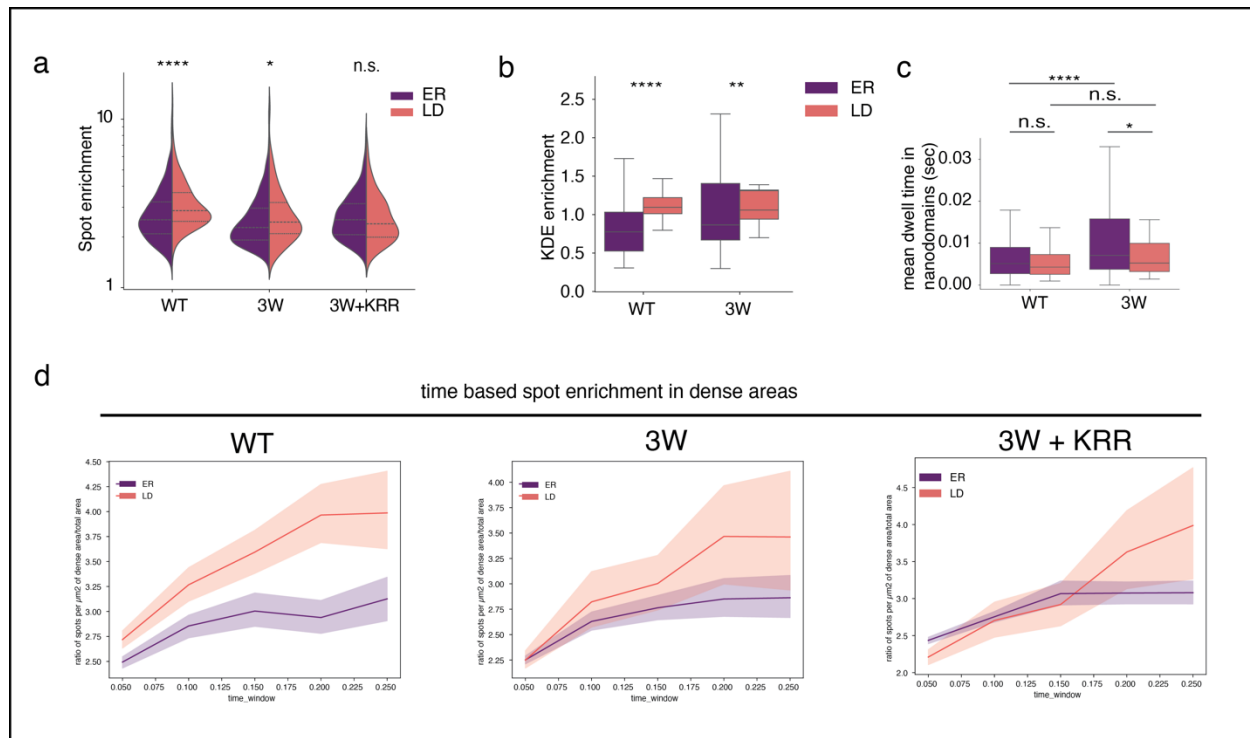 a
****
*
n.s.
ER
LD
Spot enrichment
10
1
WT
3W
3W+KRR
b
****
**
ER
LD
KDE enrichment
2.5
2.0
1.5
1.0
0.5
0.0
WT
3W
c
****
n.s.
n.s.
*
mean dwell time in
nanodomains (sec)
0.03
0.02
0.01
0.00
WT
3W
d
time based spot enrichment in dense areas
WT
ER
LD
ratio of spots per µm2 of dense area/total area
4.50
4.25
4.00
3.75
3.50
3.25
3.00
2.75
2.50
0.050 0.075 0.100 0.125 0.150 0.175 0.200 0.225 0.250
time_window
3W
ER
LD
ratio of spots per µm2 of dense area/total area
4.00
3.75
3.50
3.25
3.00
2.75
2.50
2.25
0.050 0.075 0.100 0.125 0.150 0.175 0.200 0.225 0.250
time_window
3W + KRR
ER
LD
ratio of spots per µm2 of dense area/total area
4.5
4.0
3.5
3.0
2.5
2.0
0.050 0.075 0.100 0.125 0.150 0.175 0.200 0.225 0.250
time_window